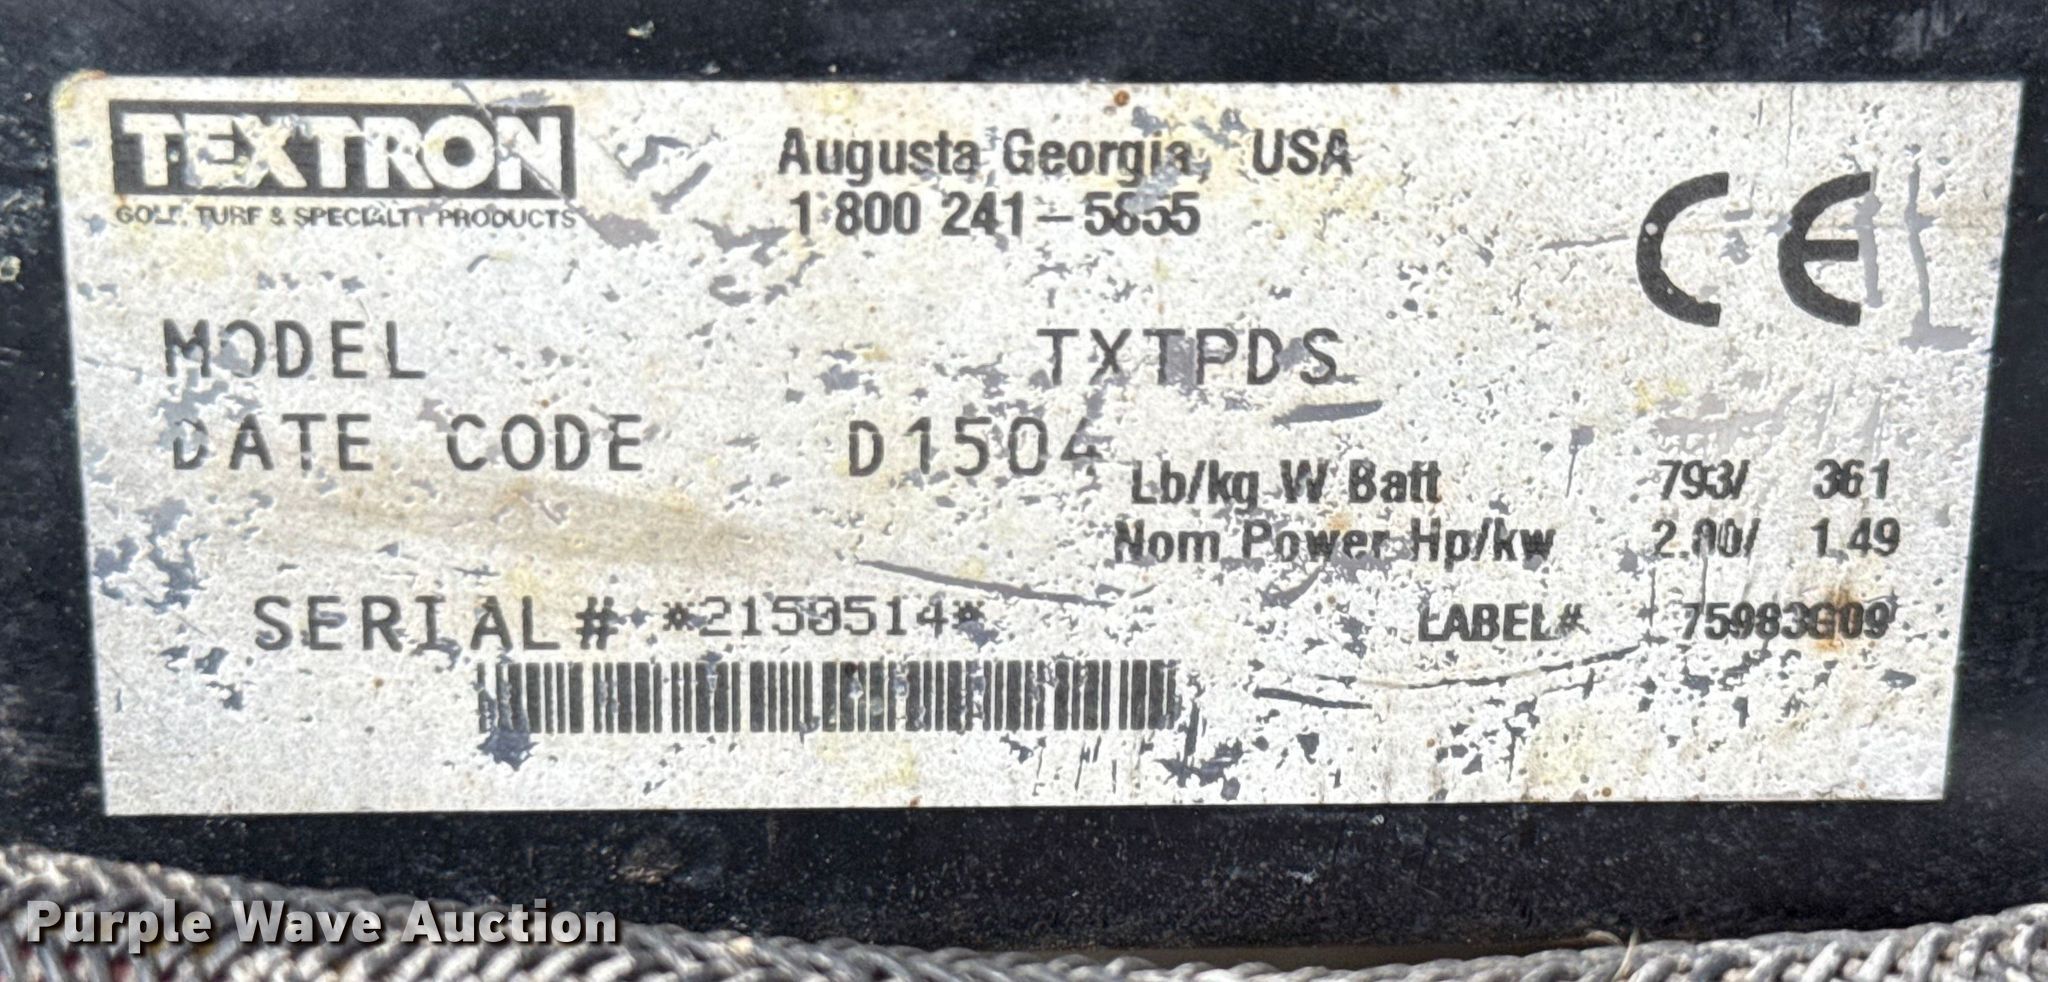 TEXTRON
GOLF, TURF & SPECIALTY PRODUCTS
Augusta Georgia, USA
1 800 241-5855
CE
MODEL TXTPDS
DATE CODE D1504
Lb/kg W Batt 793/ 361
Nom Power Hp/kw 2.00/ 1.49
SERIAL# *2150514*
LABEL# 75983G09
Purple Wave Auction